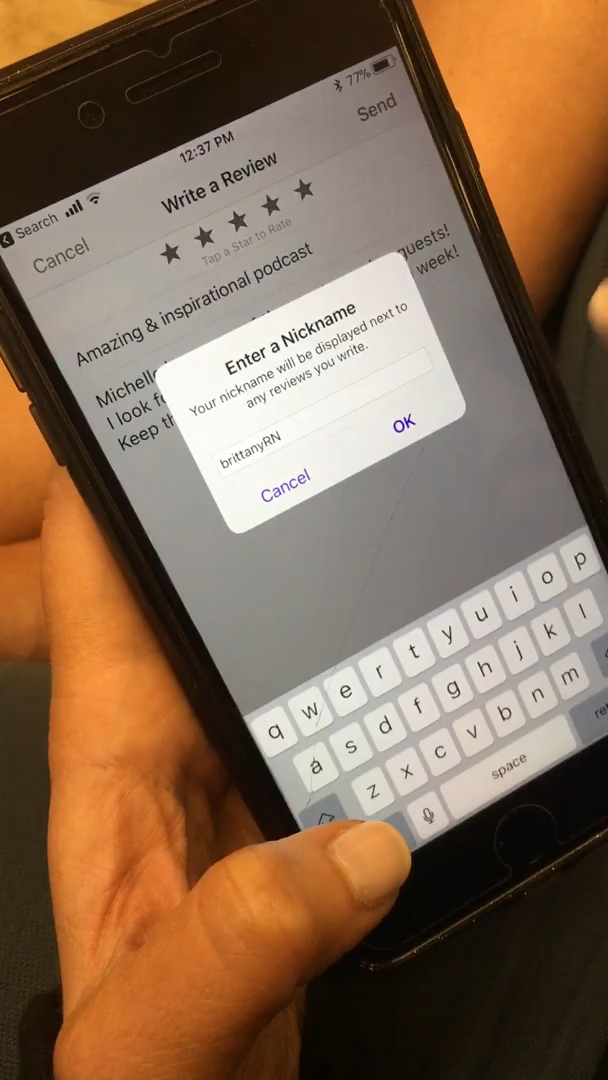 Search
12:37 PM
77%
Cancel
Write a Review
Send
Tap a Star to Rate
Amazing & inspirational podcast
Michelle
guests!
I look f
week!
Keep th
Enter a Nickname
Your nickname will be displayed next to
any reviews you write.
brittanyRN
Cancel
OK
q w e r t y u i o p
a s d f g h j k l
z x c v b n m
space
ret